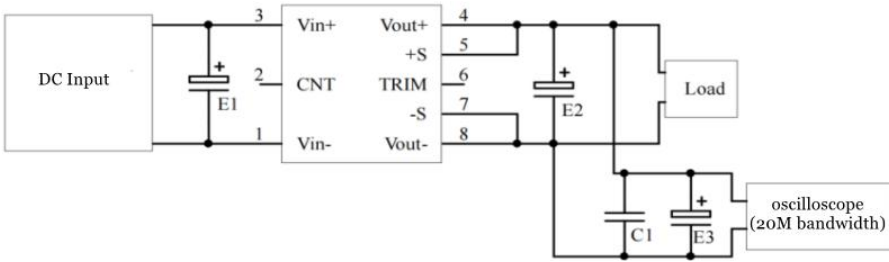 DC Input
+
E1
3
2
1
Vin+
CNT
Vin-
Vout+
+S
TRIM
-S
Vout-
4
5
6
7
8
+
E2
Load
C1
+
E3
oscilloscope
(20M bandwidth)